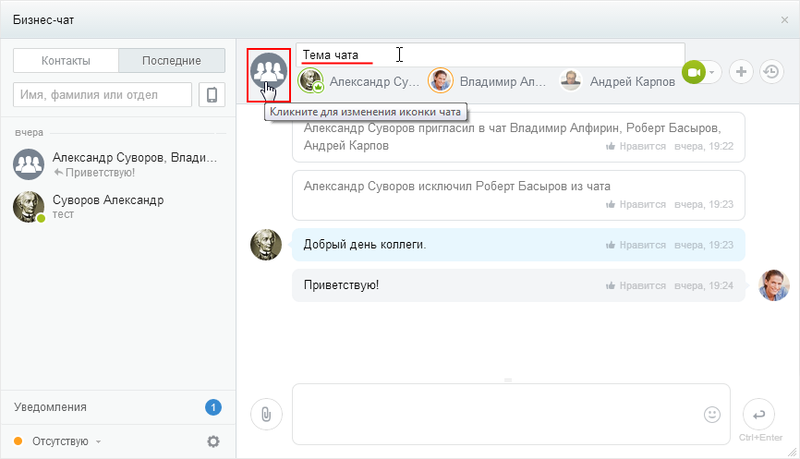 Бизнес-чат
Контакты
Последние
Имя, фамилия или отдел
вчера
Александр Суворов, Влади...
Приветствую!
Суворов Александр
тест
Уведомления
1
Отсутствую
Тема чата
Александр Су...
Владимир Ал...
Андрей Карпов
Кликните для изменения иконки чата
Александр Суворов пригласил в чат Владимир Алфирин, Роберт Басыров,
Андрей Карпов
Нравится вчера, 19:22
Александр Суворов исключил Роберт Басыров из чата
Нравится вчера, 19:23
Добрый день коллеги.
Нравится вчера, 19:23
Приветствую!
Нравится вчера, 19:24
Ctrl+Enter